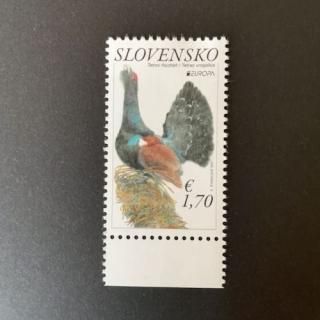 SLOVENSKO
Tetrov hlucháň / Tetrao urogallus
EUROPA
€
1,70